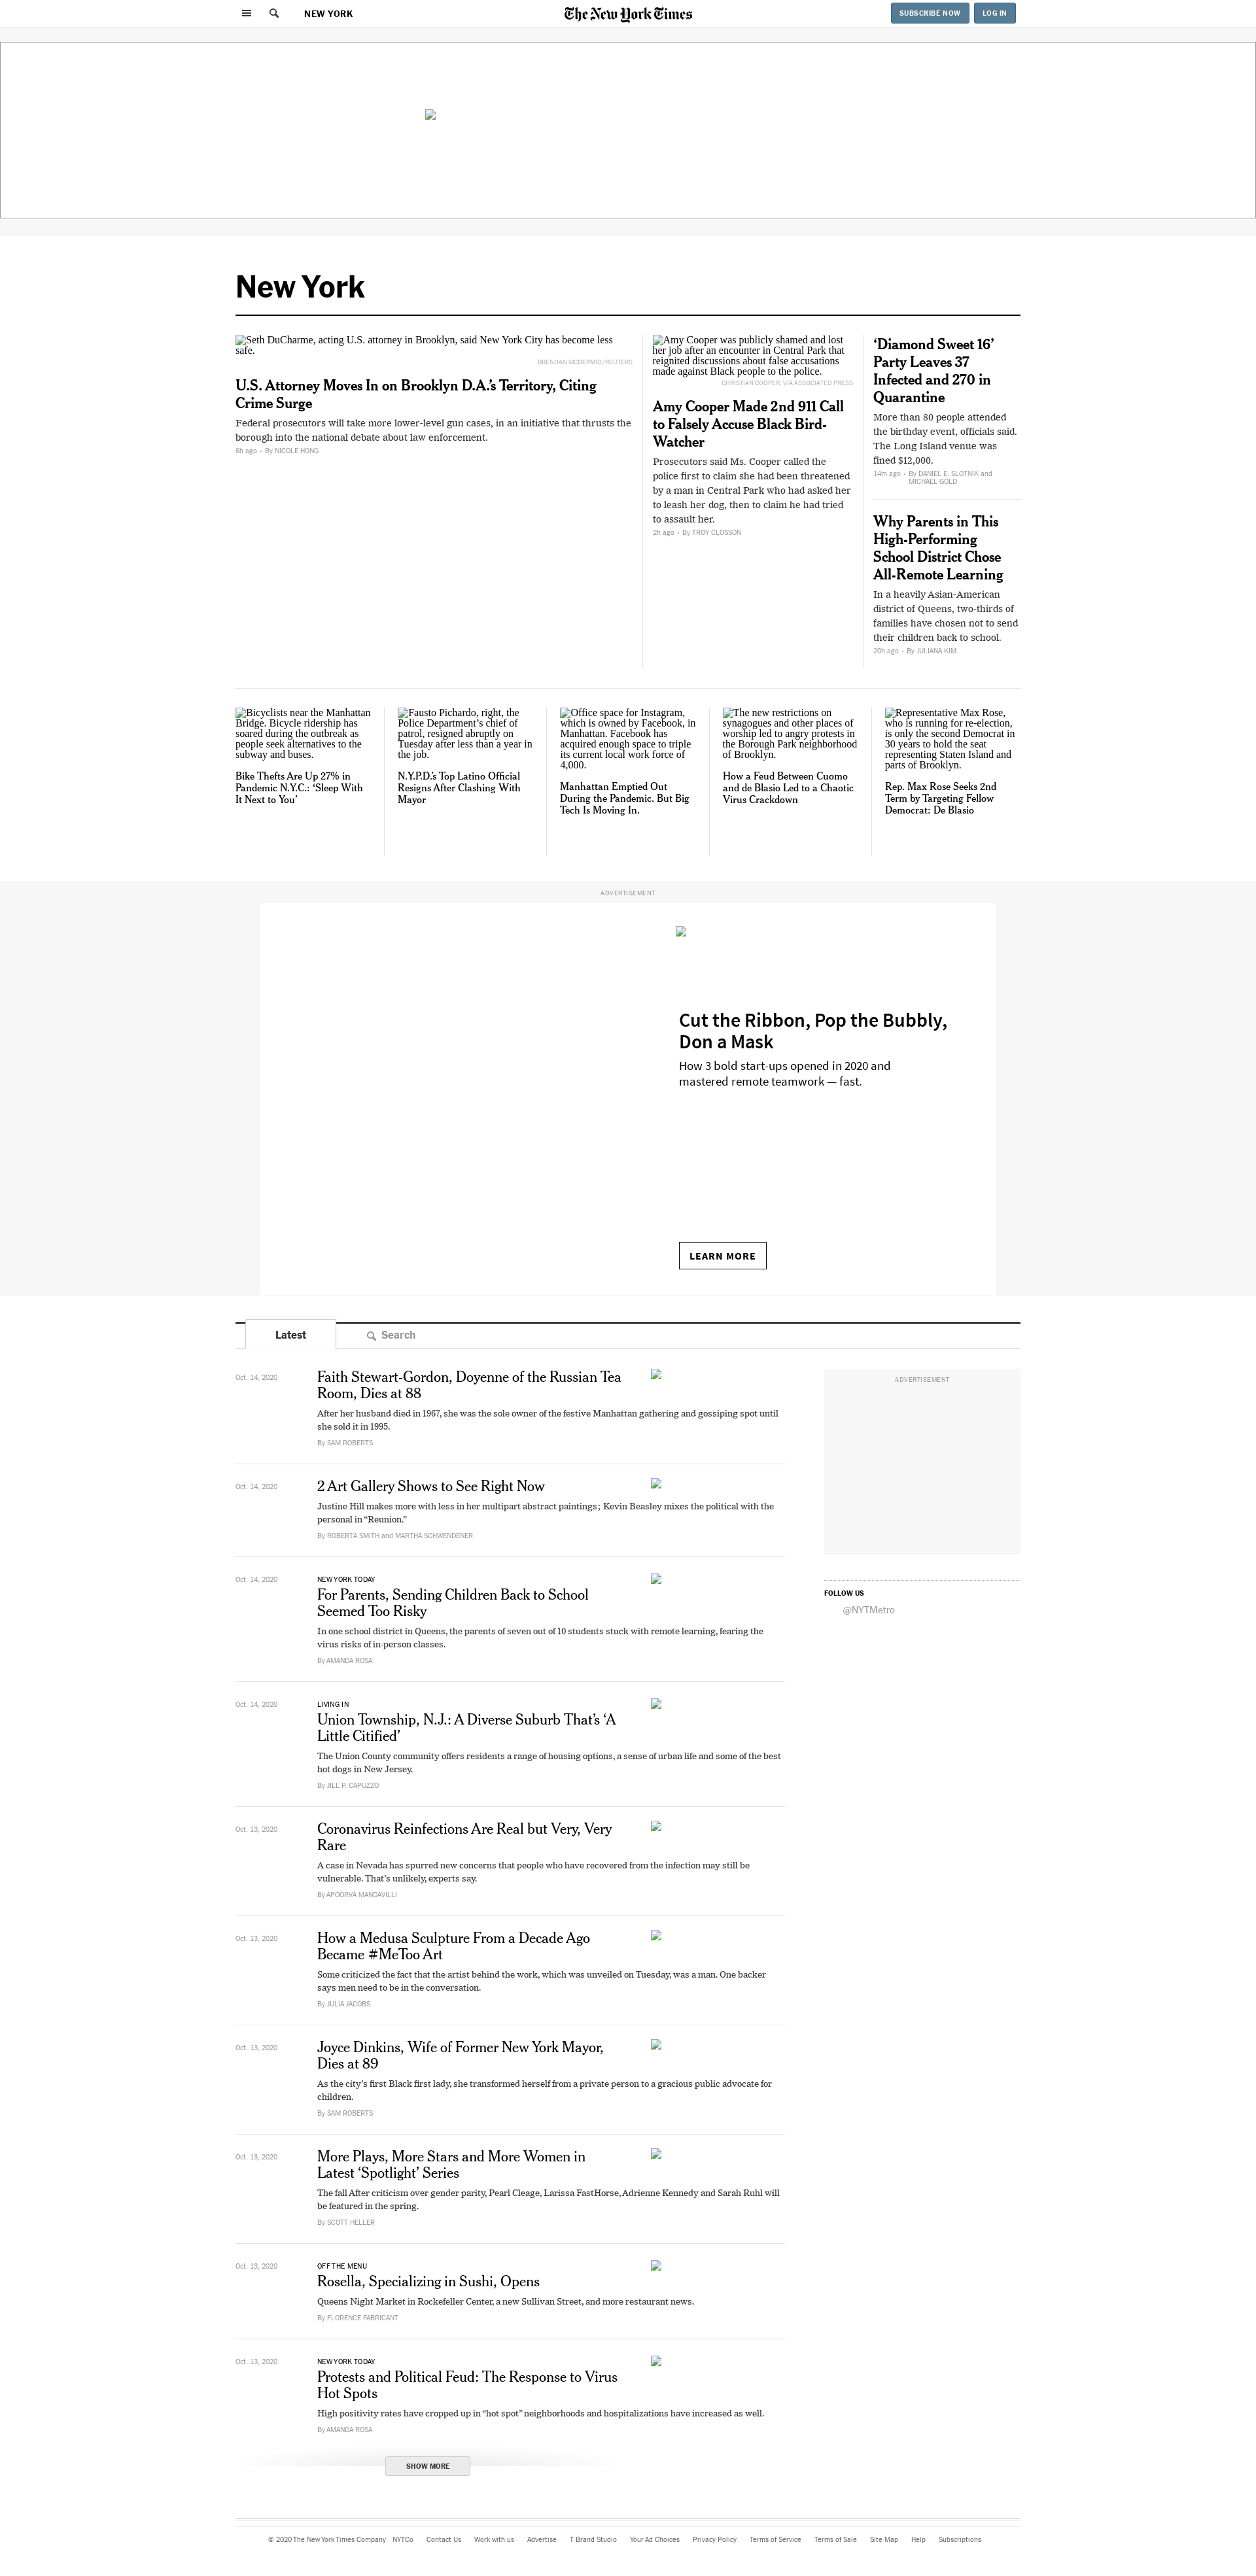 NEW YORK
The New York Times
SUBSCRIBE NOW
LOG IN
New York
Seth DuCharme, acting U.S. attorney in Brooklyn, said New York City has become less
safe.
BRENDAN MCDERMID/REUTERS
U.S. Attorney Moves In on Brooklyn D.A.’s Territory, Citing
Crime Surge
Federal prosecutors will take more lower-level gun cases, in an initiative that thrusts the
borough into the national debate about law enforcement.
6h ago • By NICOLE HONG
Amy Cooper was publicly shamed and lost
her job after an encounter in Central Park that
reignited discussions about false accusations
made against Black people to the police.
CHRISTIAN COOPER, VIA ASSOCIATED PRESS
Amy Cooper Made 2nd 911 Call
to Falsely Accuse Black Bird-
Watcher
Prosecutors said Ms. Cooper called the
police first to claim she had been threatened
by a man in Central Park who had asked her
to leash her dog, then to claim he had tried
to assault her.
2h ago • By TROY CLOSSON
‘Diamond Sweet 16’
Party Leaves 37
Infected and 270 in
Quarantine
More than 80 people attended
the birthday event, officials said.
The Long Island venue was
fined $12,000.
14m ago • By DANIEL E. SLOTNIK and
MICHAEL GOLD
Why Parents in This
High-Performing
School District Chose
All-Remote Learning
In a heavily Asian-American
district of Queens, two-thirds of
families have chosen not to send
their children back to school.
20h ago • By JULIANA KIM
Bicyclists near the Manhattan
Bridge. Bicycle ridership has
soared during the outbreak as
people seek alternatives to the
subway and buses.
Bike Thefts Are Up 27% in
Pandemic N.Y.C.: ‘Sleep With
It Next to You’
Fausto Pichardo, right, the
Police Department’s chief of
patrol, resigned abruptly on
Tuesday after less than a year in
the job.
N.Y.P.D.’s Top Latino Official
Resigns After Clashing With
Mayor
Office space for Instagram,
which is owned by Facebook, in
Manhattan. Facebook has
acquired enough space to triple
its current local work force of
4,000.
Manhattan Emptied Out
During the Pandemic. But Big
Tech Is Moving In.
The new restrictions on
synagogues and other places of
worship led to angry protests in
the Borough Park neighborhood
of Brooklyn.
How a Feud Between Cuomo
and de Blasio Led to a Chaotic
Virus Crackdown
Representative Max Rose,
who is running for re-election,
is only the second Democrat in
30 years to hold the seat
representing Staten Island and
parts of Brooklyn.
Rep. Max Rose Seeks 2nd
Term by Targeting Fellow
Democrat: De Blasio
ADVERTISEMENT
Cut the Ribbon, Pop the Bubbly,
Don a Mask
How 3 bold start-ups opened in 2020 and
mastered remote teamwork — fast.
LEARN MORE
Latest
Search
Oct. 14, 2020
Faith Stewart-Gordon, Doyenne of the Russian Tea
Room, Dies at 88
After her husband died in 1967, she was the sole owner of the festive Manhattan gathering and gossiping spot until
she sold it in 1995.
By SAM ROBERTS
ADVERTISEMENT
Oct. 14, 2020
2 Art Gallery Shows to See Right Now
Justine Hill makes more with less in her multipart abstract paintings; Kevin Beasley mixes the political with the
personal in “Reunion.”
By ROBERTA SMITH and MARTHA SCHWENDENER
Oct. 14, 2020
NEW YORK TODAY
For Parents, Sending Children Back to School
Seemed Too Risky
In one school district in Queens, the parents of seven out of 10 students stuck with remote learning, fearing the
virus risks of in-person classes.
By AMANDA ROSA
FOLLOW US
@NYTMetro
Oct. 14, 2020
LIVING IN
Union Township, N.J.: A Diverse Suburb That’s ‘A
Little Citified’
The Union County community offers residents a range of housing options, a sense of urban life and some of the best
hot dogs in New Jersey.
By JILL P. CAPUZZO
Oct. 13, 2020
Coronavirus Reinfections Are Real but Very, Very
Rare
A case in Nevada has spurred new concerns that people who have recovered from the infection may still be
vulnerable. That’s unlikely, experts say.
By APOORVA MANDAVILLI
Oct. 13, 2020
How a Medusa Sculpture From a Decade Ago
Became #MeToo Art
Some criticized the fact that the artist behind the work, which was unveiled on Tuesday, was a man. One backer
says men need to be in the conversation.
By JULIA JACOBS
Oct. 13, 2020
Joyce Dinkins, Wife of Former New York Mayor,
Dies at 89
As the city’s first Black first lady, she transformed herself from a private person to a gracious public advocate for
children.
By SAM ROBERTS
Oct. 13, 2020
More Plays, More Stars and More Women in
Latest ‘Spotlight’ Series
The fall After criticism over gender parity, Pearl Cleage, Larissa FastHorse, Adrienne Kennedy and Sarah Ruhl will
be featured in the spring.
By SCOTT HELLER
Oct. 13, 2020
OFF THE MENU
Rosella, Specializing in Sushi, Opens
Queens Night Market in Rockefeller Center, a new Sullivan Street, and more restaurant news.
By FLORENCE FABRICANT
Oct. 13, 2020
NEW YORK TODAY
Protests and Political Feud: The Response to Virus
Hot Spots
High positivity rates have cropped up in “hot spot” neighborhoods and hospitalizations have increased as well.
By AMANDA ROSA
SHOW MORE
© 2020 The New York Times Company NYTCo Contact Us Work with us Advertise T Brand Studio Your Ad Choices Privacy Policy Terms of Service Terms of Sale Site Map Help Subscriptions